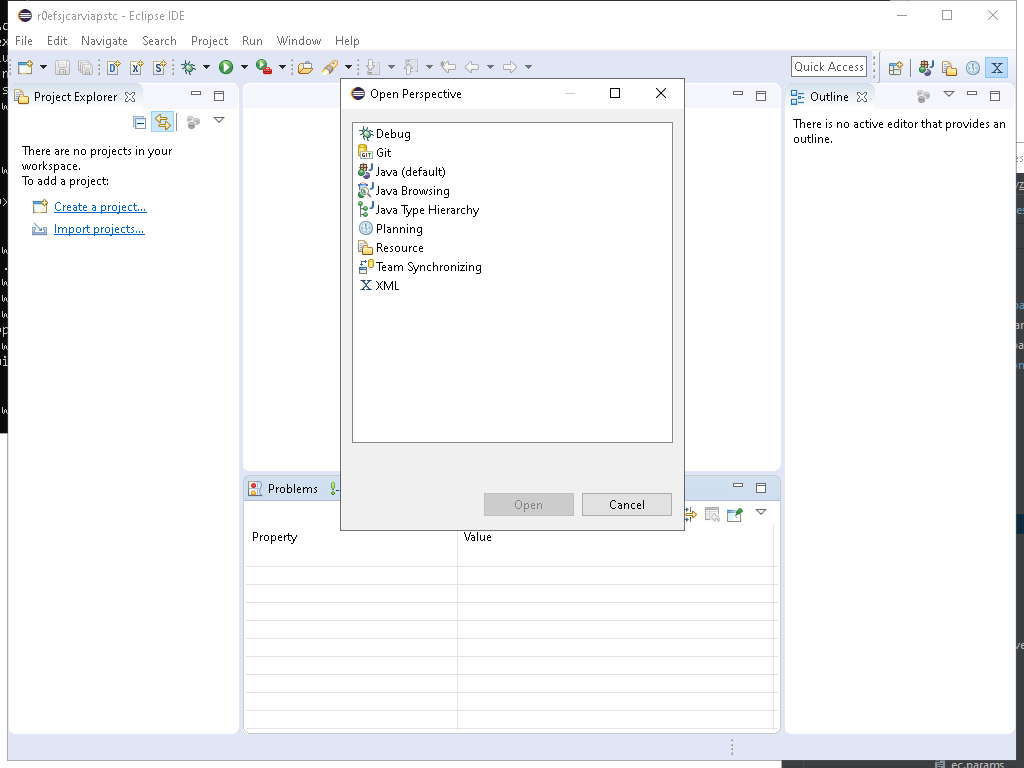 r0efsjcarviapstc - Eclipse IDE
File Edit Navigate Search Project Run Window Help
Quick Access
Project Explorer
Open Perspective
Outline
There are no projects in your
workspace.
To add a project:
Create a project...
Import projects...
Debug
Git
Java (default)
Java Browsing
Java Type Hierarchy
Planning
Resource
Team Synchronizing
XML
There is no active editor that provides an
outline.
Open Cancel
Problems
Property Value
ec.params